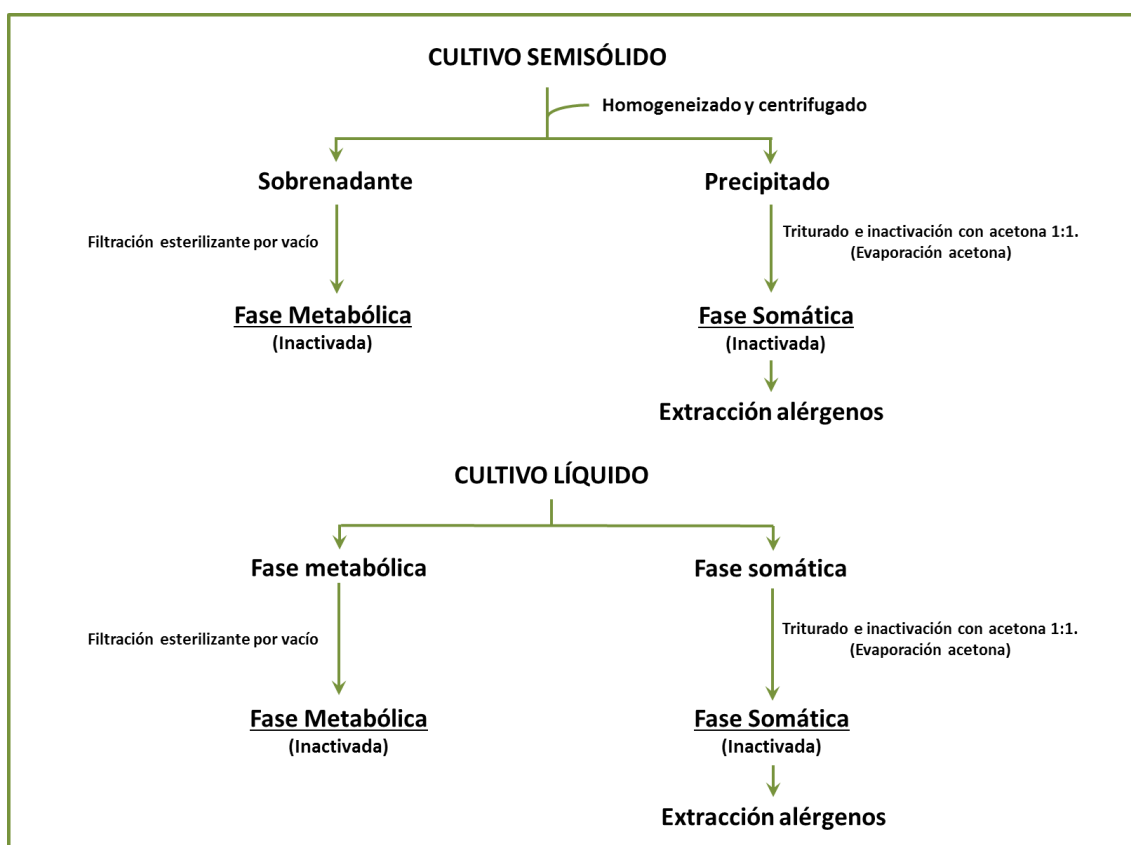 CULTIVO SEMISÓLIDO
Homogeneizado y centrifugado
Sobrenadante
Precipitado
Filtración esterilizante por vacío
Triturado e inactivación con acetona 1:1.
(Evaporación acetona)
Fase Metabólica
(Inactivada)
Fase Somática
(Inactivada)
Extracción alérgenos
CULTIVO LÍQUIDO
Fase metabólica
Fase somática
Filtración esterilizante por vacío
Triturado e inactivación con acetona 1:1.
(Evaporación acetona)
Fase Metabólica
(Inactivada)
Fase Somática
(Inactivada)
Extracción alérgenos